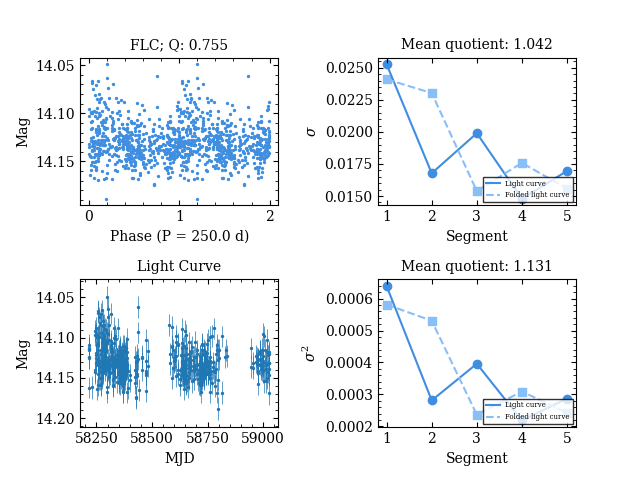 FLC; Q: 0.755
14.05
14.10
14.15
Mag
0
1
2
Phase (P = 250.0 d)
Mean quotient: 1.042
0.0250
0.0225
0.0200
0.0175
0.0150
σ
Light curve
Folded light curve
1
2
3
4
5
Segment
Light Curve
14.05
14.10
14.15
14.20
Mag
58250
58500
58750
59000
MJD
Mean quotient: 1.131
0.0006
0.0005
0.0004
0.0003
0.0002
σ²
Light curve
Folded light curve
1
2
3
4
5
Segment